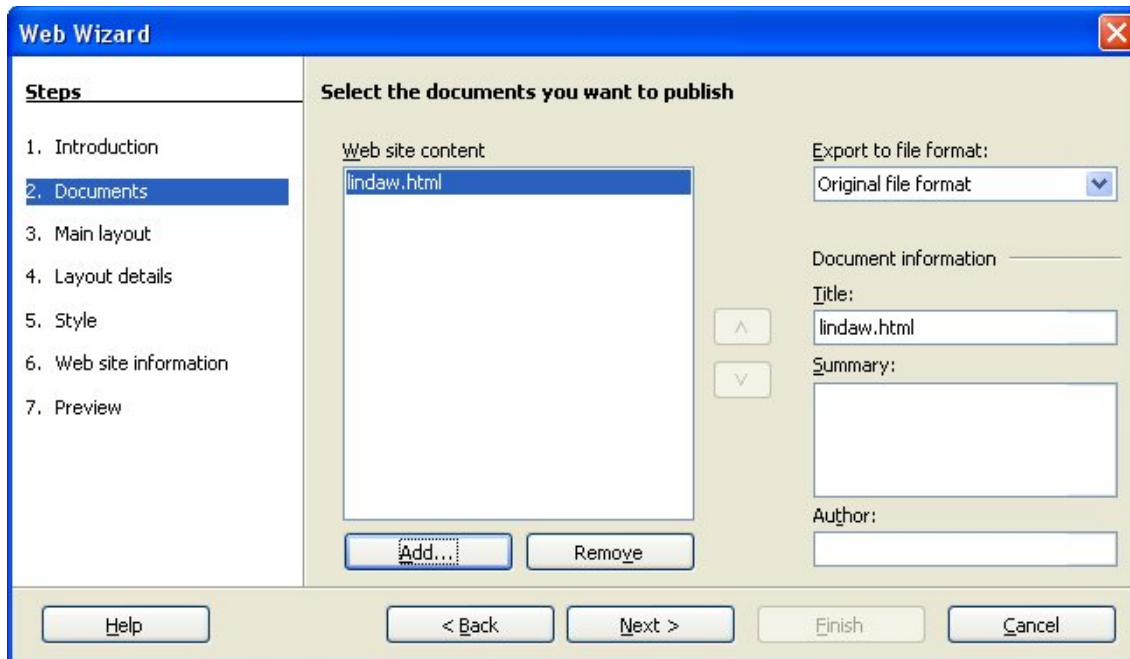 Web Wizard
Steps
1. Introduction
2. Documents
3. Main layout
4. Layout details
5. Style
6. Web site information
7. Preview
Select the documents you want to publish
Web site content
lindaw.html
Add...
Remove
Export to file format:
Original file format
Document information
Title:
lindaw.html
Summary:
Author:
Help
< Back
Next >
Finish
Cancel